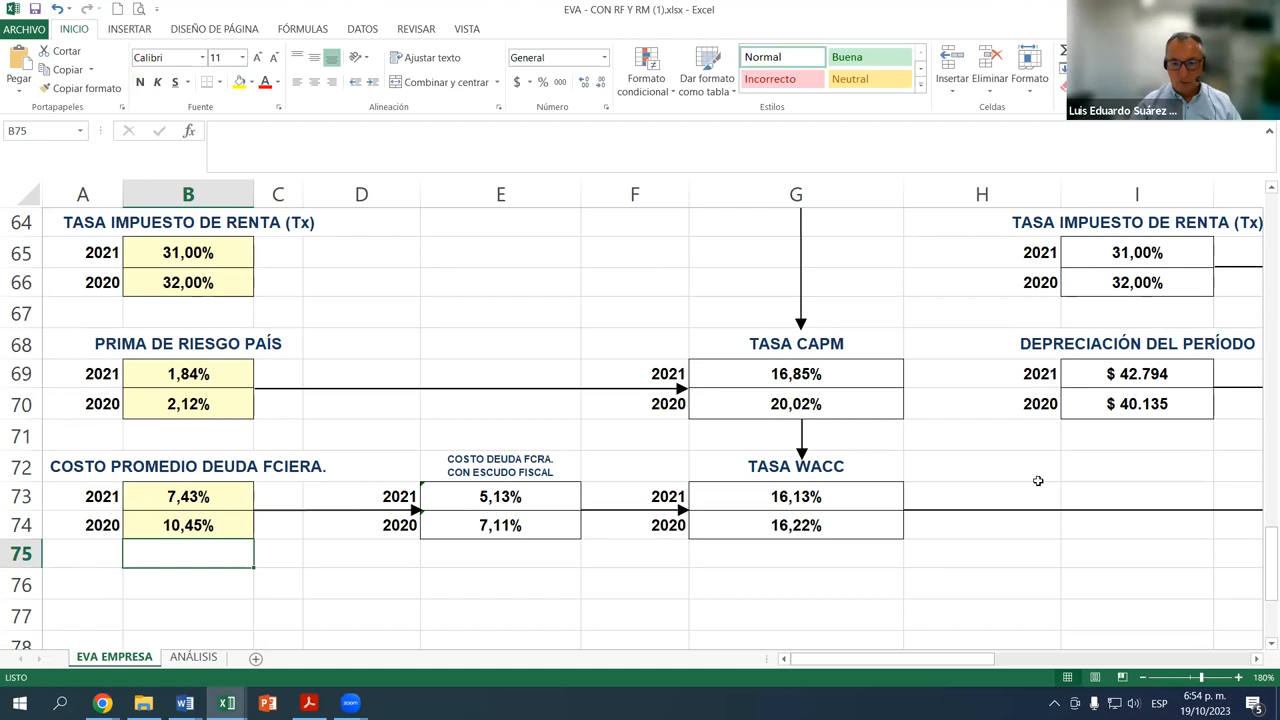 EVA - CON RF Y RM (1).xlsx - Excel
ARCHIVO INICIO INSERTAR DISEÑO DE PÁGINA FÓRMULAS DATOS REVISAR VISTA
Pegar
Cortar
Copiar
Copiar formato
Portapapeles
Calibri 11
N K S
Fuente
Ajustar texto
Combinar y centrar
Alineación
General
$ % 000
Número
Formato condicional
Dar formato como tabla
Normal Buena
Incorrecto Neutral
Estilos
Insertar Eliminar Formato
Celdas
Luis Eduardo Suárez ...
B75 fx
A B C D E F G H I
64 TASA IMPUESTO DE RENTA (Tx) TASA IMPUESTO DE RENTA (Tx)
65 2021 31,00% 2021 31,00%
66 2020 32,00% 2020 32,00%
67
68 PRIMA DE RIESGO PAÍS TASA CAPM DEPRECIACIÓN DEL PERÍODO
69 2021 1,84% 2021 16,85% 2021 $ 42.794
70 2020 2,12% 2020 20,02% 2020 $ 40.135
71
72 COSTO PROMEDIO DEUDA FCIERA. COSTO DEUDA FCRA. CON ESCUDO FISCAL TASA WACC
73 2021 7,43% 2021 5,13% 2021 16,13%
74 2020 10,45% 2020 7,11% 2020 16,22%
75
76
77
78
EVA EMPRESA ANÁLISIS
LISTO 180%
ESP 6:54 p. m.
19/10/2023 5